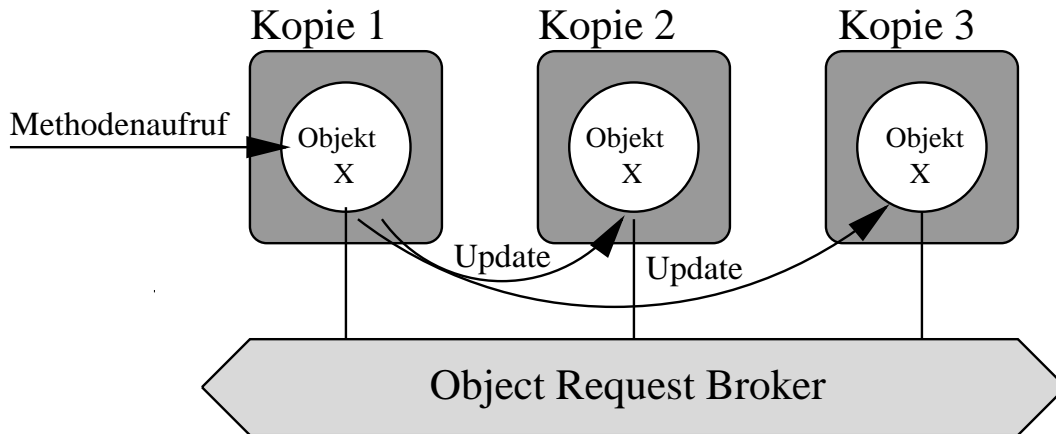 Kopie 1
Kopie 2
Kopie 3
Methodenaufruf
Objekt
X
Objekt
X
Objekt
X
Update
Update
Object Request Broker